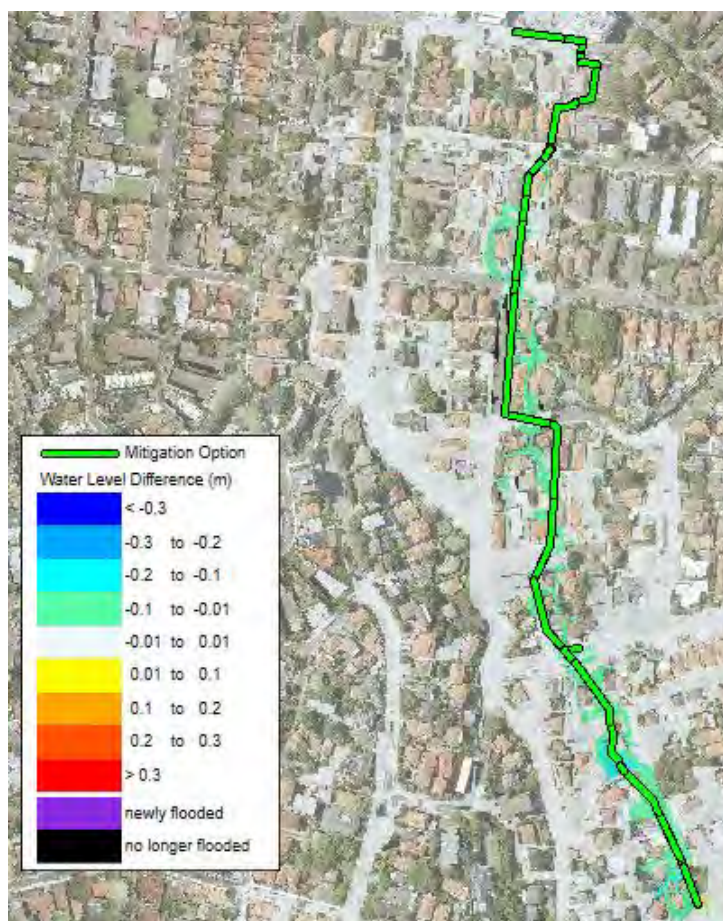 Mitigation Option
Water Level Difference (m)
< -0.3
-0.3 to -0.2
-0.2 to -0.1
-0.1 to -0.01
-0.01 to 0.01
0.01 to 0.1
0.1 to 0.2
0.2 to 0.3
> 0.3
newly flooded
no longer flooded